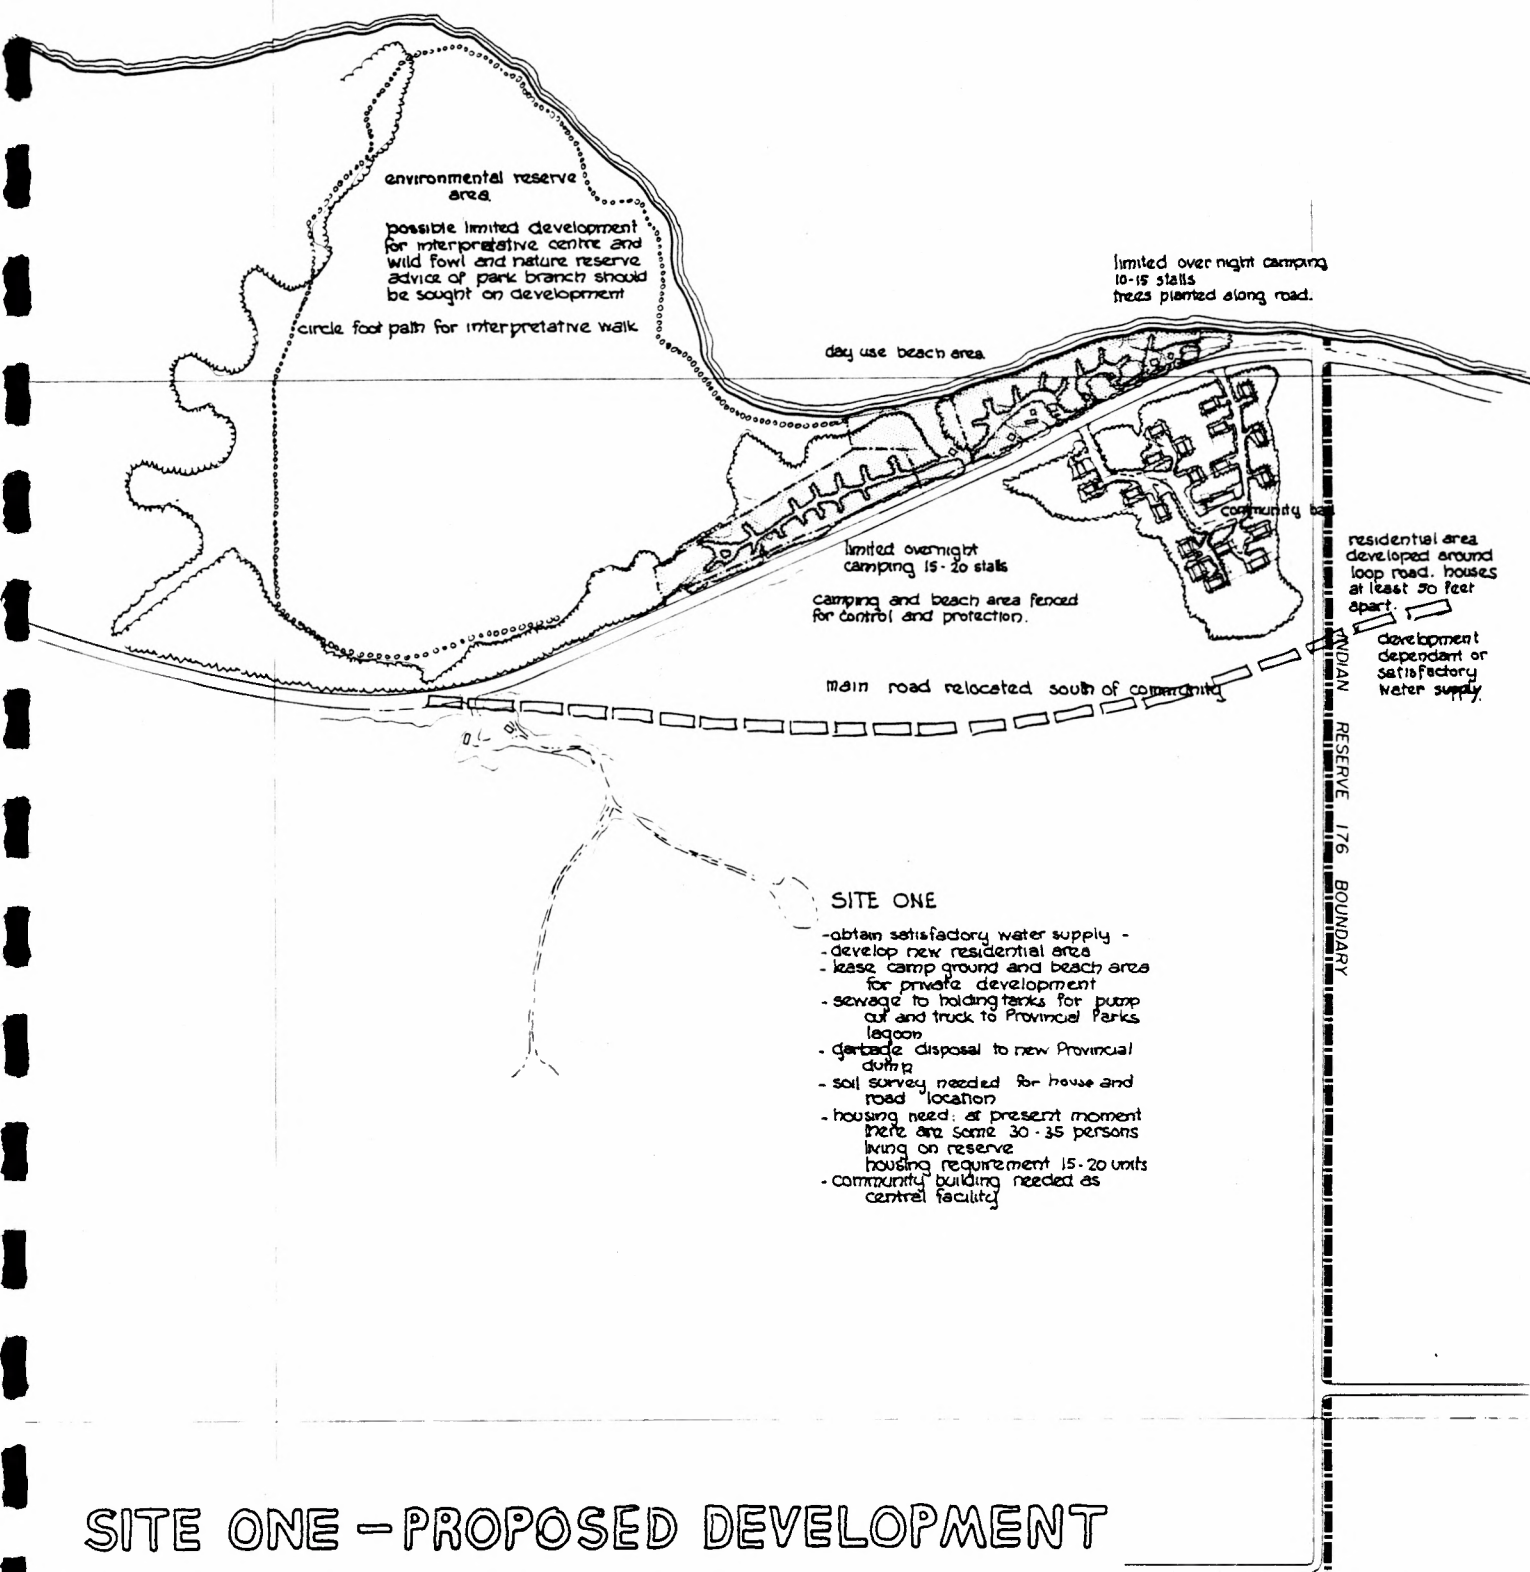 environmental reserve
area
possible limited development
for interpretative centre and
wild fowl and nature reserve
advice of park branch should
be sought on development
circle foot path for interpretative walk
limited over night camping
10-15 stalls
trees planted along road.
day use beach area
community
residential area
developed around
loop road. houses
at least 50 feet
apart.
limited overnight
camping 15-20 stalls
camping and beach area fenced
for control and protection.
development
dependant or
satisfactory
water supply.
main road relocated south of community
INDIAN RESERVE 176 BOUNDARY
SITE ONE
-obtain satisfactory water supply -
-develop new residential area
- lease camp ground and beach area
for private development
- sewage to holding tanks for pump
out and truck to Provincial Parks
lagoon
- garbage disposal to new Provincial
dump
- soil survey needed for house and
road location
- housing need: at present moment
there are some 30-35 persons
living on reserve
housing requirement 15-20 units
- community building needed as
central facility
SITE ONE - PROPOSED DEVELOPMENT